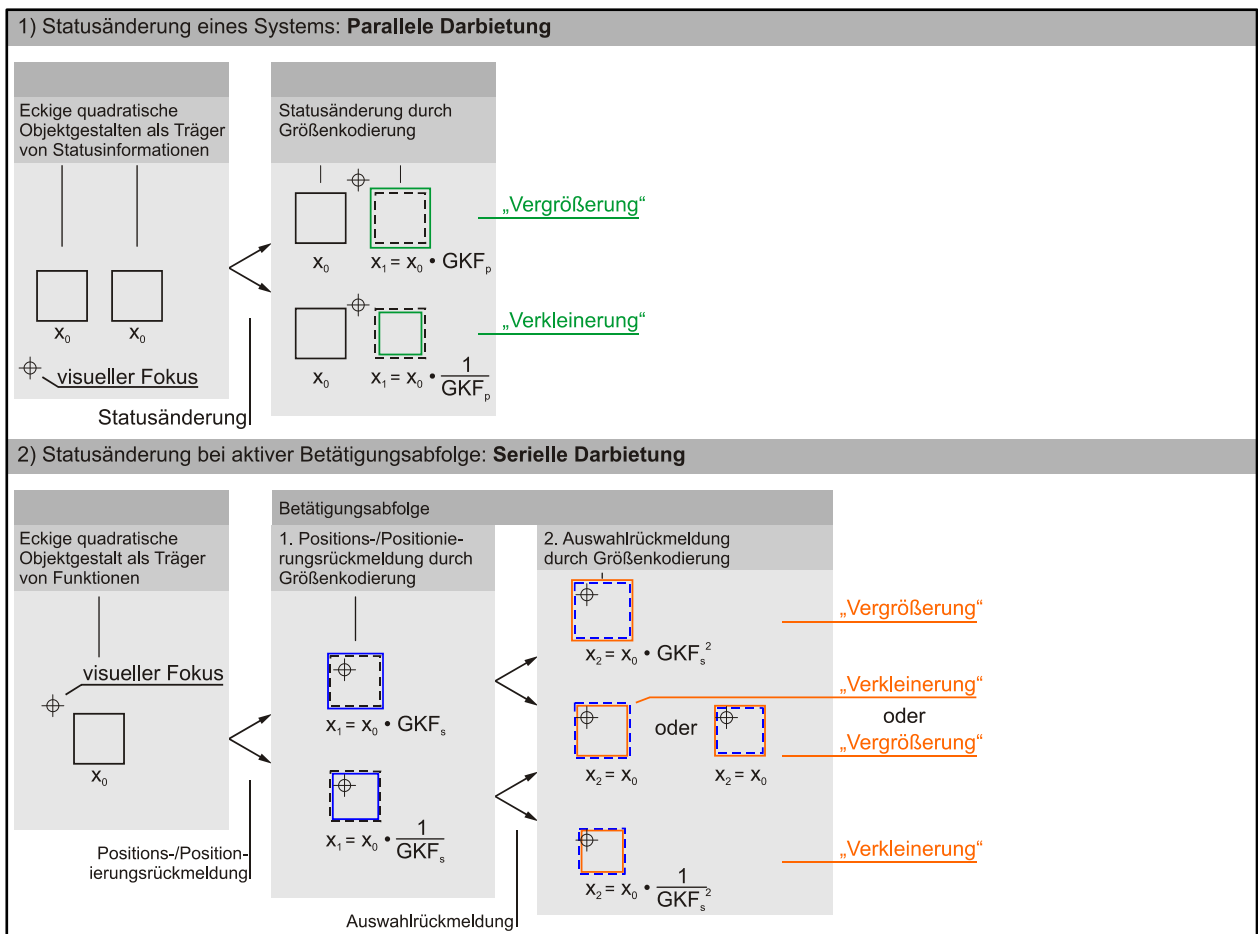 1) Statusänderung eines Systems: Parallele Darbietung
Eckige quadratische
Objektgestalten als Träger
von Statusinformationen
x₀
x₀
visueller Fokus
Statusänderung
Statusänderung durch
Größenkodierung
x₀
x₁ = x₀ • GKFₚ
„Vergrößerung“
x₀
x₁ = x₀ • 1/GKFₚ
„Verkleinerung“
2) Statusänderung bei aktiver Betätigungsabfolge: Serielle Darbietung
Eckige quadratische
Objektgestalt als Träger
von Funktionen
visueller Fokus
x₀
Positions-/Position-
ierungsrückmeldung
Betätigungsabfolge
1. Positions-/Positionie-
rungsrückmeldung durch
Größenkodierung
x₁ = x₀ • GKFₛ
x₁ = x₀ • 1/GKFₛ
Auswahlrückmeldung
2. Auswahlrückmeldung
durch Größenkodierung
x₂ = x₀ • GKFₛ²
„Vergrößerung“
oder
x₂ = x₀
x₂ = x₀
„Verkleinerung“
oder
„Vergrößerung“
x₂ = x₀ • 1/GKFₛ²
„Verkleinerung“